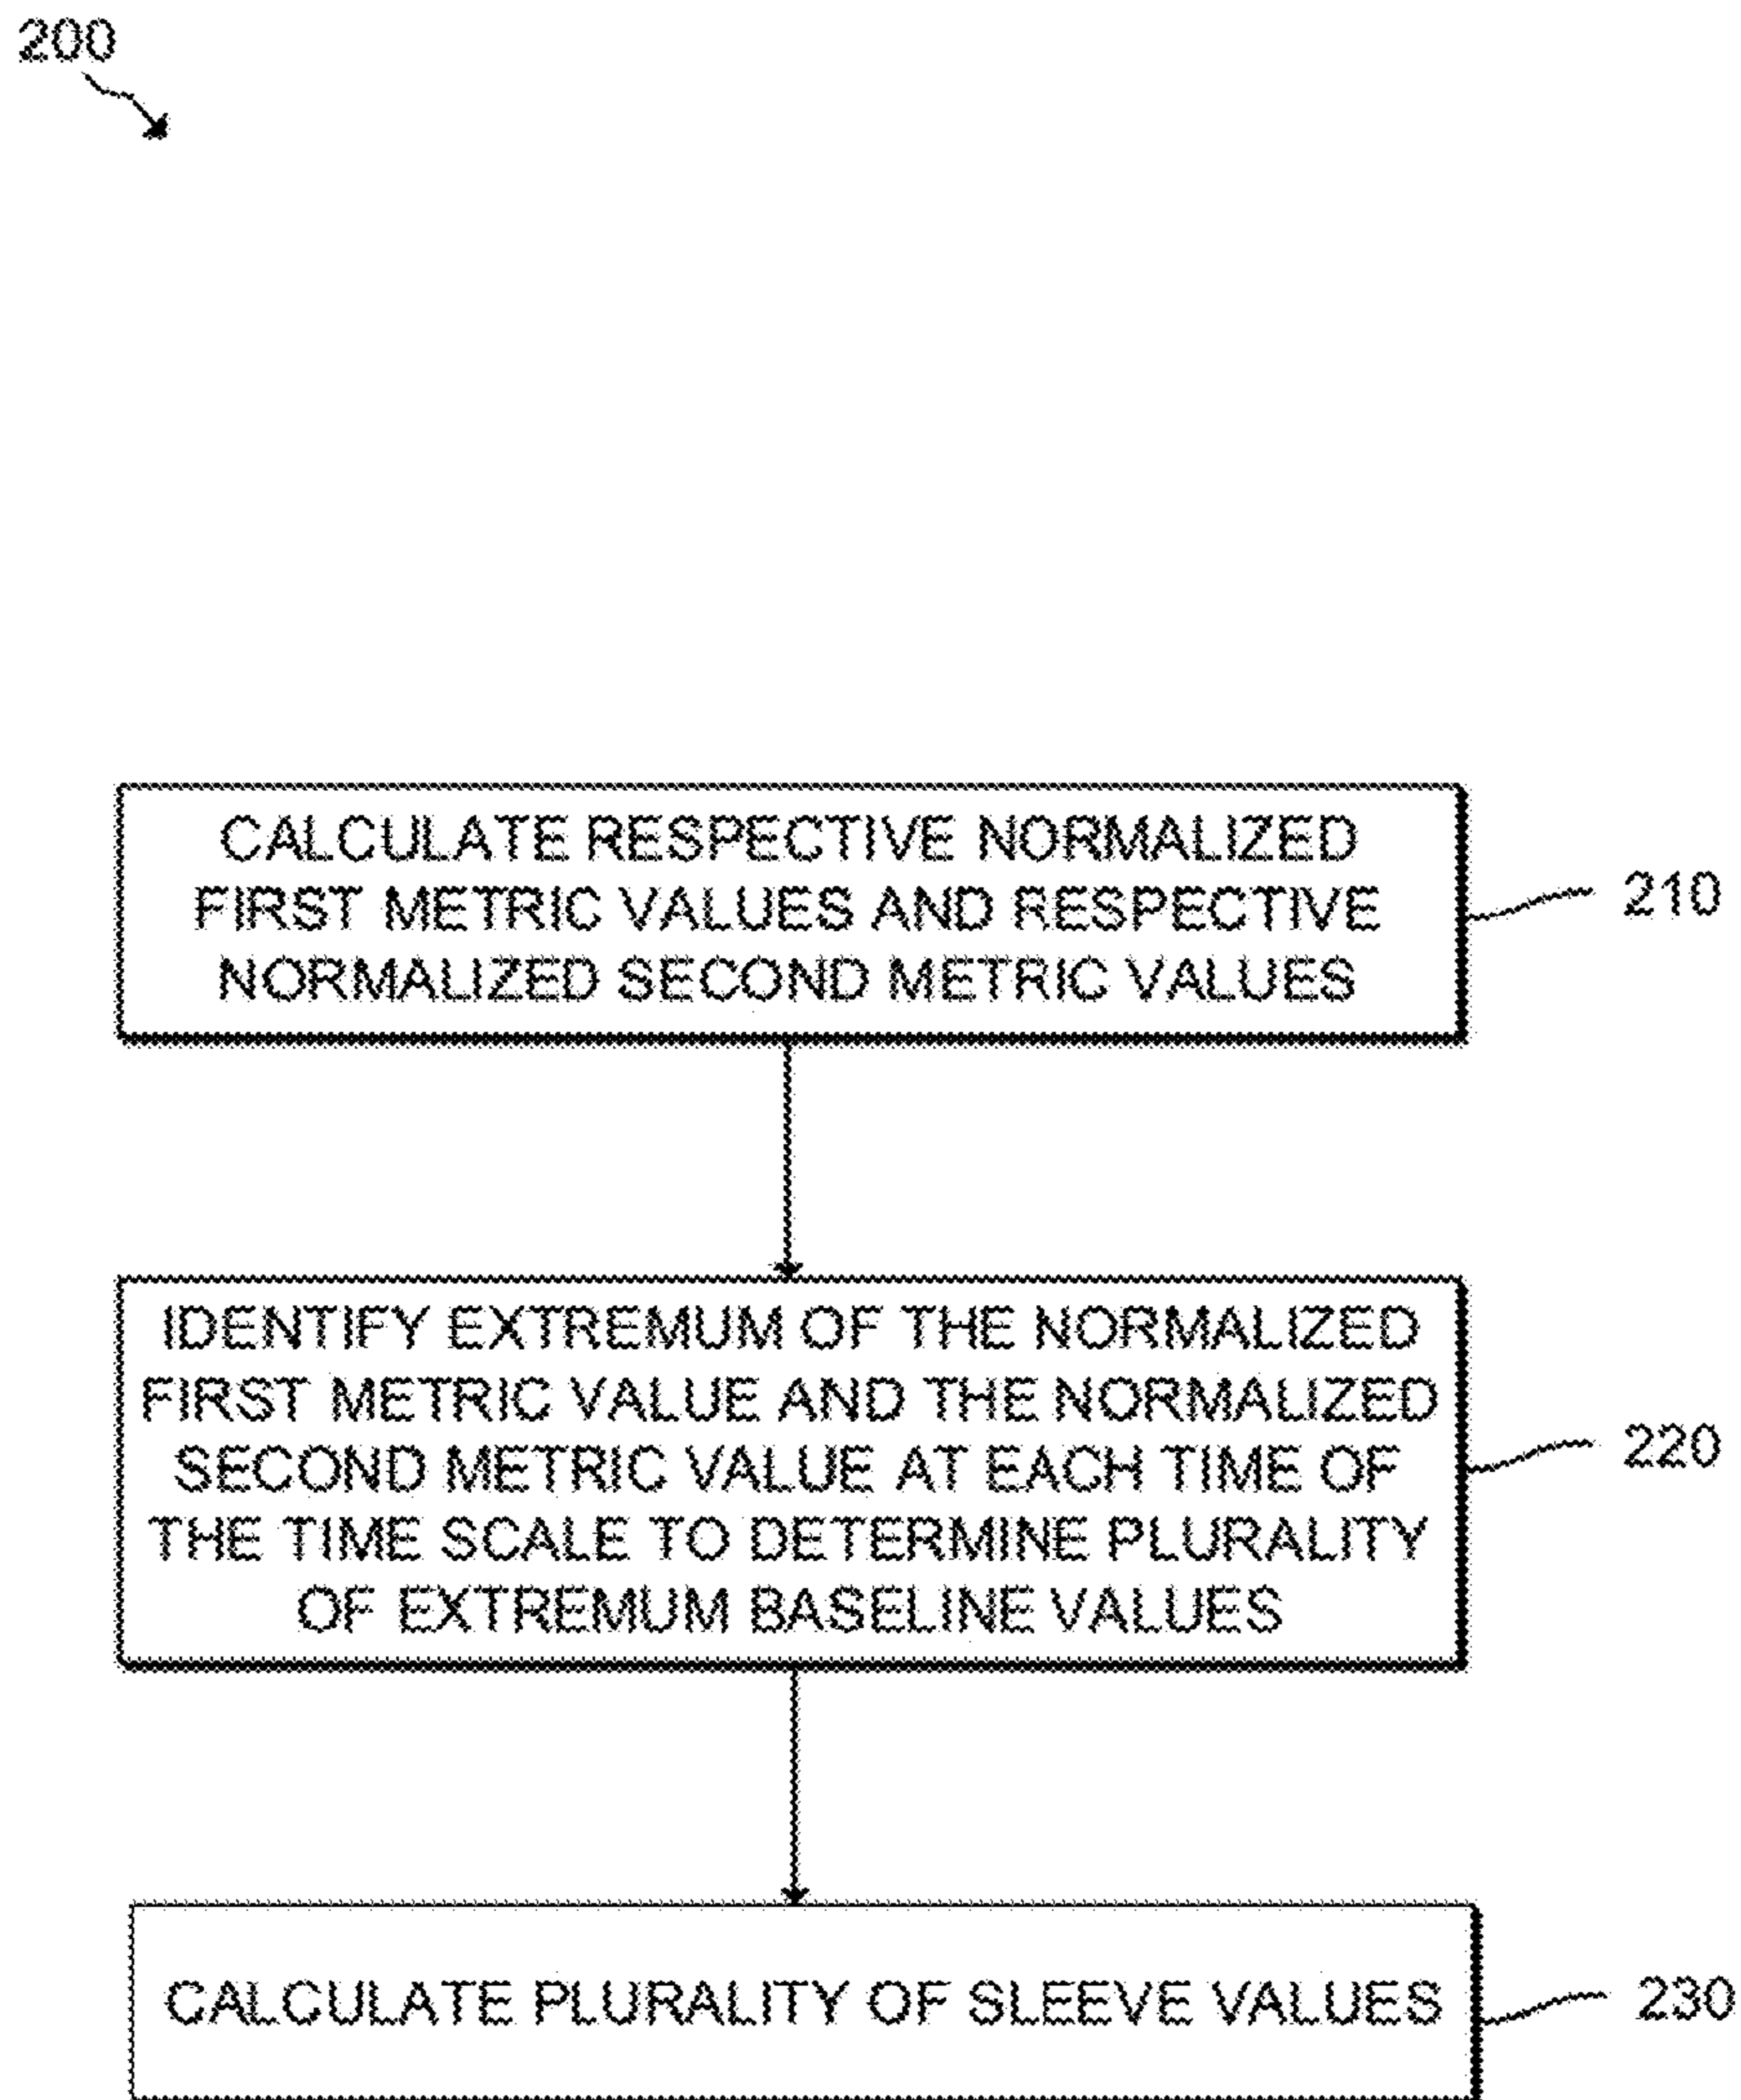 200
CALCULATE RESPECTIVE NORMALIZED
FIRST METRIC VALUES AND RESPECTIVE
NORMALIZED SECOND METRIC VALUES
210
IDENTIFY EXTREMUM OF THE NORMALIZED
FIRST METRIC VALUE AND THE NORMALIZED
SECOND METRIC VALUE AT EACH TIME OF
THE TIME SCALE TO DETERMINE PLURALITY
OF EXTREMUM BASELINE VALUES
220
CALCULATE PLURALITY OF SLEEVE VALUES
230